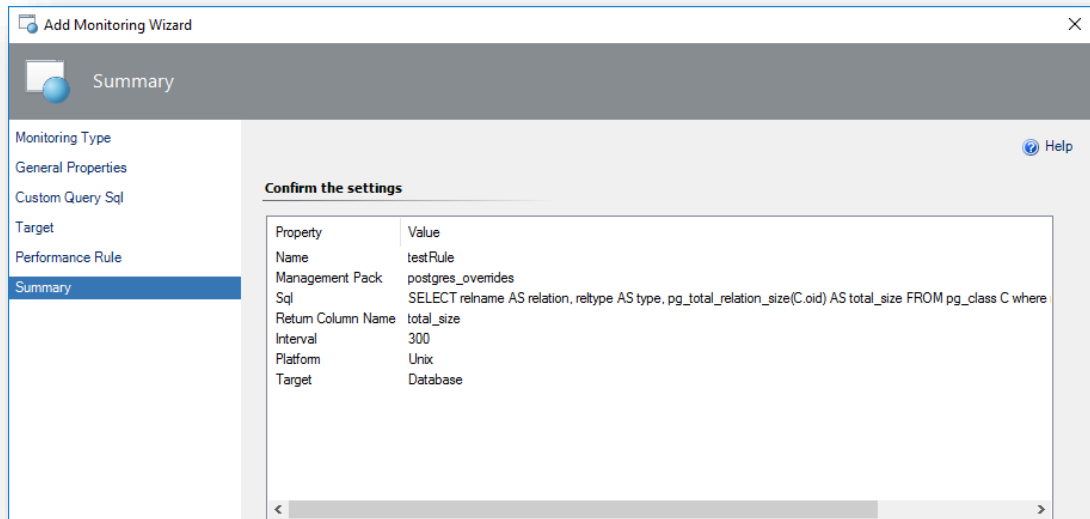 Add Monitoring Wizard
Summary
Monitoring Type
General Properties
Custom Query Sql
Target
Performance Rule
Summary
Help
Confirm the settings
Property Value
Name testRule
Management Pack postgres_overrides
Sql SELECT relname AS relation, reltype AS type, pg_total_relation_size(C.oid) AS total_size FROM pg_class C where
Return Column Name total_size
Interval 300
Platform Unix
Target Database